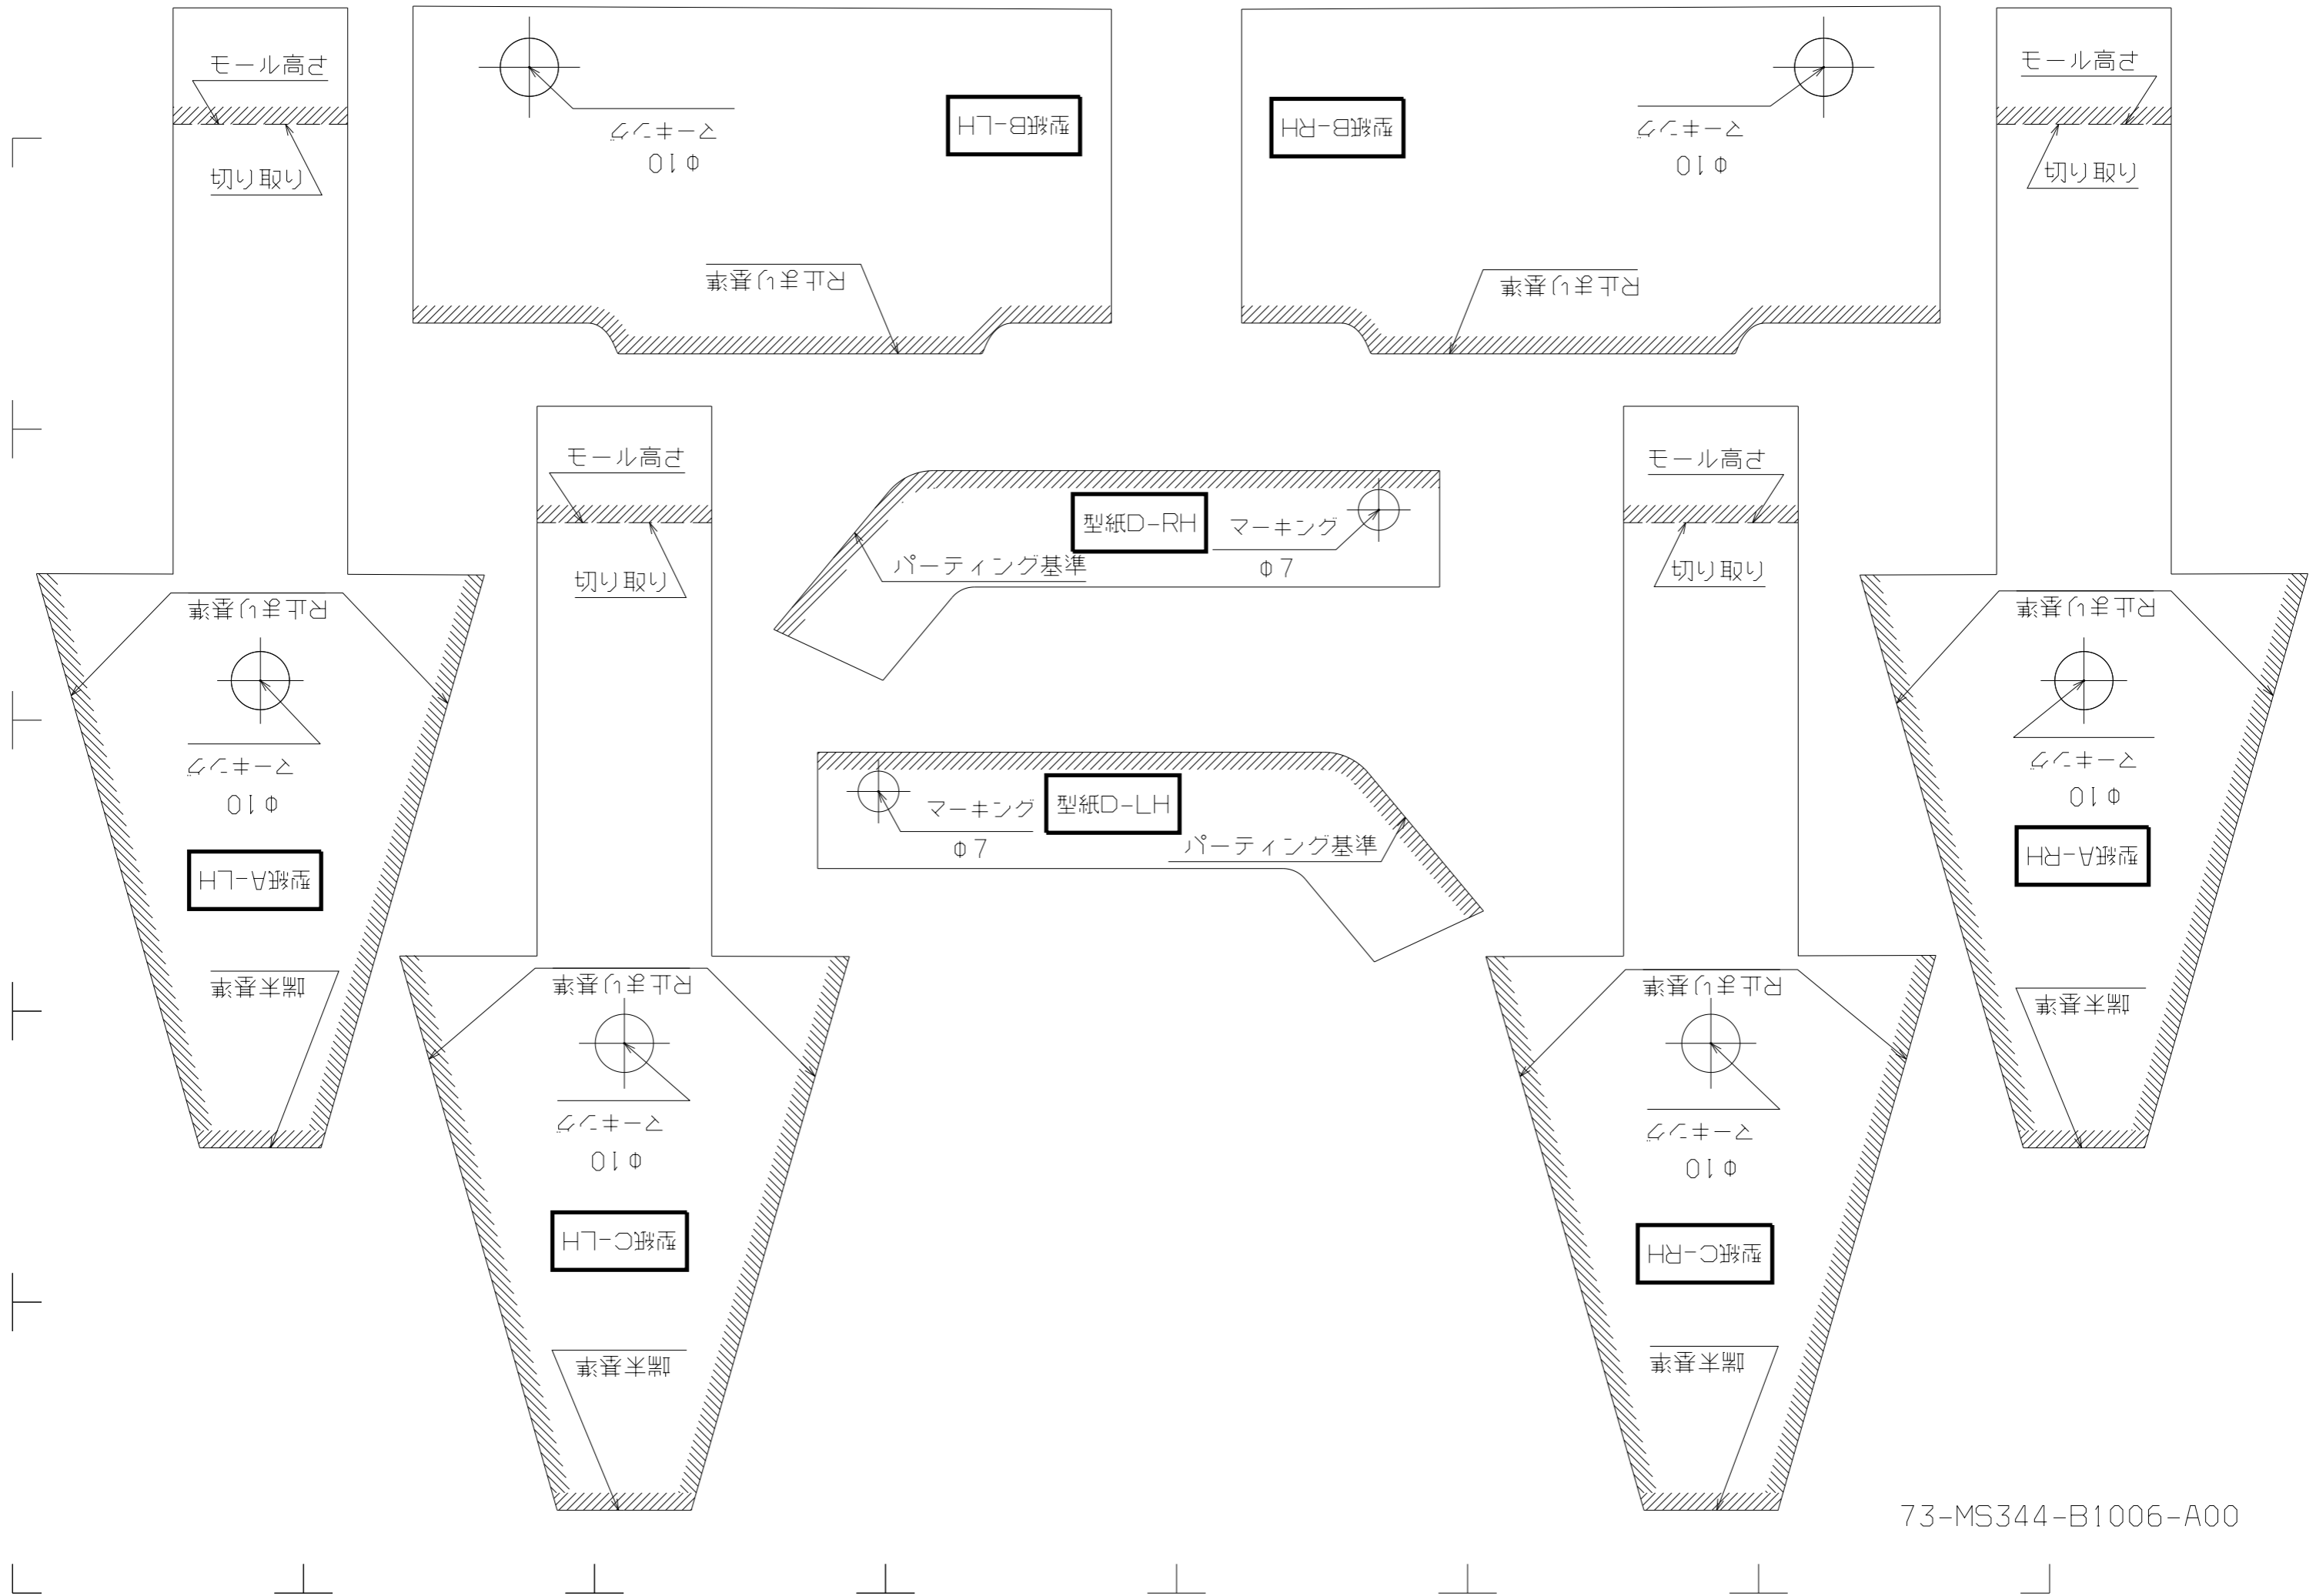 モール高さ
切り取り
R止まり基準
マーキング
φ10
型紙A-LH
端末基準
マーキング
φ10
型紙B-LH
R止まり基準
型紙B-RH
マーキング
φ10
R止まり基準
モール高さ
切り取り
R止まり基準
マーキング
φ10
型紙A-RH
端末基準
モール高さ
切り取り
R止まり基準
マーキング
φ10
型紙C-LH
端末基準
型紙D-RH
マーキング
φ7
パーティング基準
マーキング
φ7
型紙D-LH
パーティング基準
モール高さ
切り取り
R止まり基準
マーキング
φ10
型紙C-RH
端末基準
73-MS344-B1006-A00